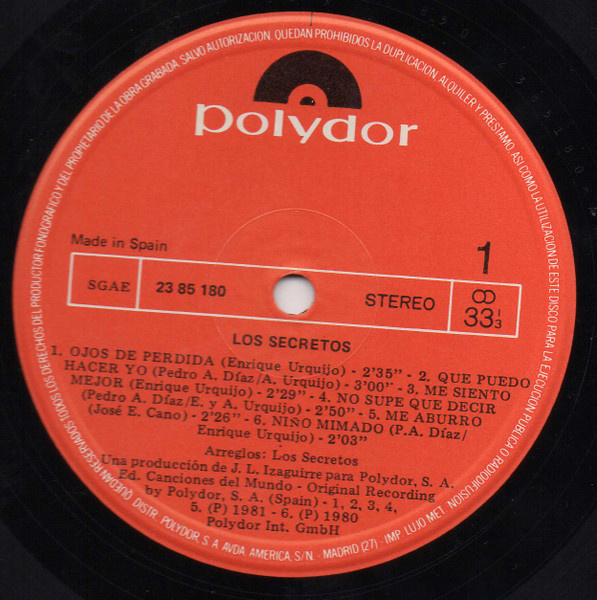 RESERVADOS TODOS LOS DERECHOS DEL PRODUCTOR FONOGRAFICO Y DEL PROPIETARIO DE LA OBRA GRABADA. SALVO AUTORIZACION, QUEDAN PROHIBIDOS LA DUPLICACION, ALQUILER Y PRESTAMO, ASI COMO LA UTILIZACION DE ESTE DISCO PARA LA EJECUCION PUBLICA O RADIODIFUSION.
polydor
Made in Spain
1
SGAE
23 85 180
STEREO
33 1/3
LOS SECRETOS
1. OJOS DE PERDIDA (Enrique Urquijo) - 2'35" - 2. QUE PUEDO
HACER YO (Pedro A. Díaz/A. Urquijo) - 3'00" - 3. ME SIENTO
MEJOR (Enrique Urquijo) - 2'29" - 4. NO SUPE QUE DECIR
(Pedro A. Díaz/E. y A. Urquijo) - 2'50" - 5. ME ABURRO
(José E. Cano) - 2'26" - 6. NIÑO MIMADO (P.A. Díaz/
Enrique Urquijo) - 2'03"
Arreglos: Los Secretos
Una producción de J. L. Izaguirre para Polydor, S. A.
Ed. Canciones del Mundo - Original Recording
by Polydor, S. A. (Spain) - 1, 2, 3, 4,
5. (P) 1981 - 6. (P) 1980
Polydor Int. GmbH
DISTR. POLYDOR, S. A. AVDA. AMERICA, S/N. - MADRID (27) - IMP. LUJO MET -